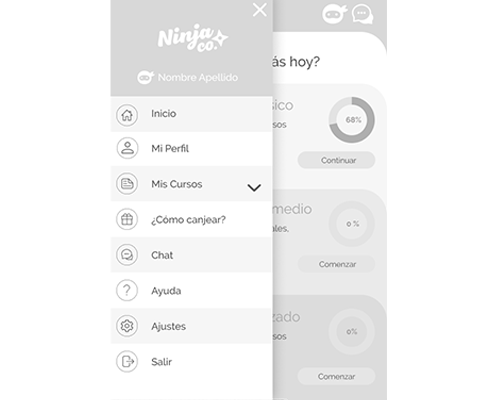 Ninja
co.
Nombre Apellido
Inicio
Mi Perfil
Mis Cursos
¿Cómo canjear?
Chat
?
Ayuda
Ajustes
Salir
ás hoy?
sico
sos
68%
Continuar
medio
ales.
0 %
Comenzar
zado
sos
0%
Comenzar